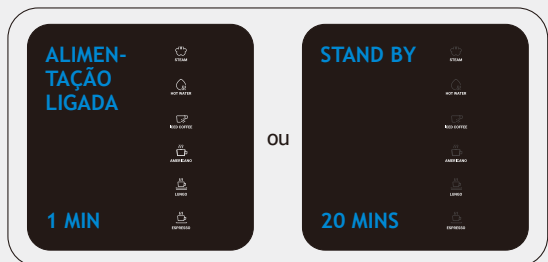 ALIMEN-
TAÇÃO
LIGADA
STEAM
HOT WATER
ICED COFFEE
AMERICANO
LUNGO
ESPRESSO
1 MIN
ou
STAND BY
STEAM
HOT WATER
ICED COFFEE
AMERICANO
LUNGO
ESPRESSO
20 MINS